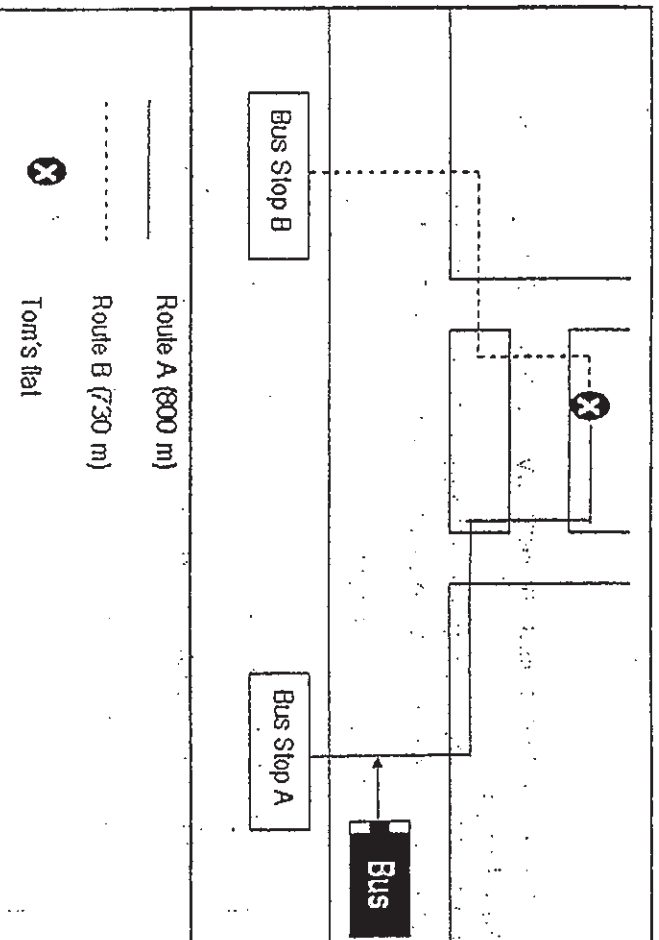 Bus Stop B
Bus Stop A
Bus
Route A (800 m)
Route B (730 m)
X
Tom's flat